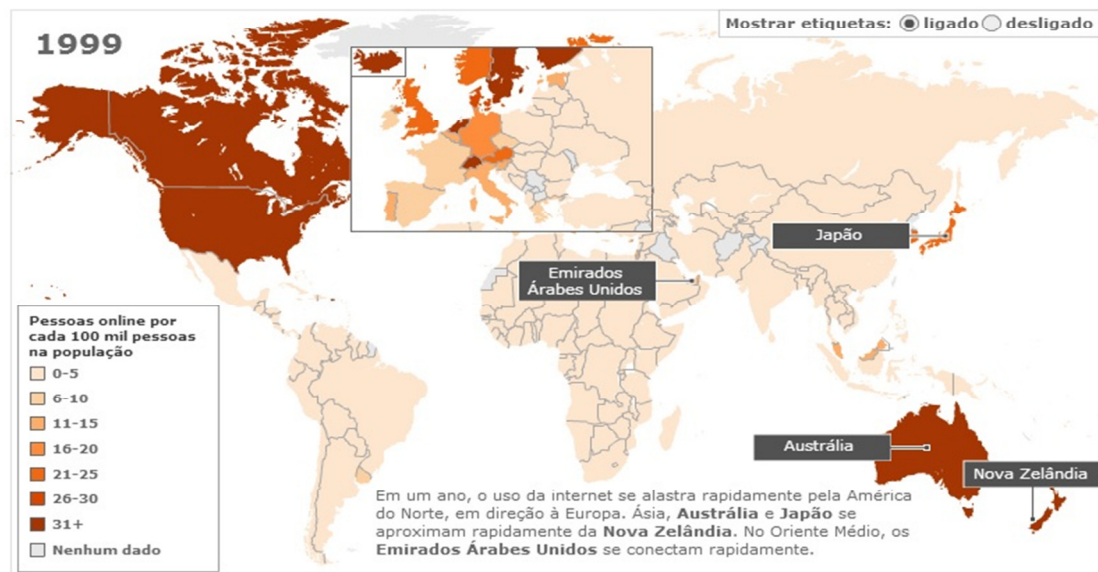 1999
Mostrar etiquetas: ligado desligado
Japão
Emirados
Árabes Unidos
Pessoas online por
cada 100 mil pessoas
na população
0-5
6-10
11-15
16-20
21-25
26-30
31+
Nenhum dado
Austrália
Nova Zelândia
Em um ano, o uso da internet se alastra rapidamente pela América
do Norte, em direção à Europa. Ásia, Austrália e Japão se
aproximam rapidamente da Nova Zelândia. No Oriente Médio, os
Emirados Árabes Unidos se conectam rapidamente.